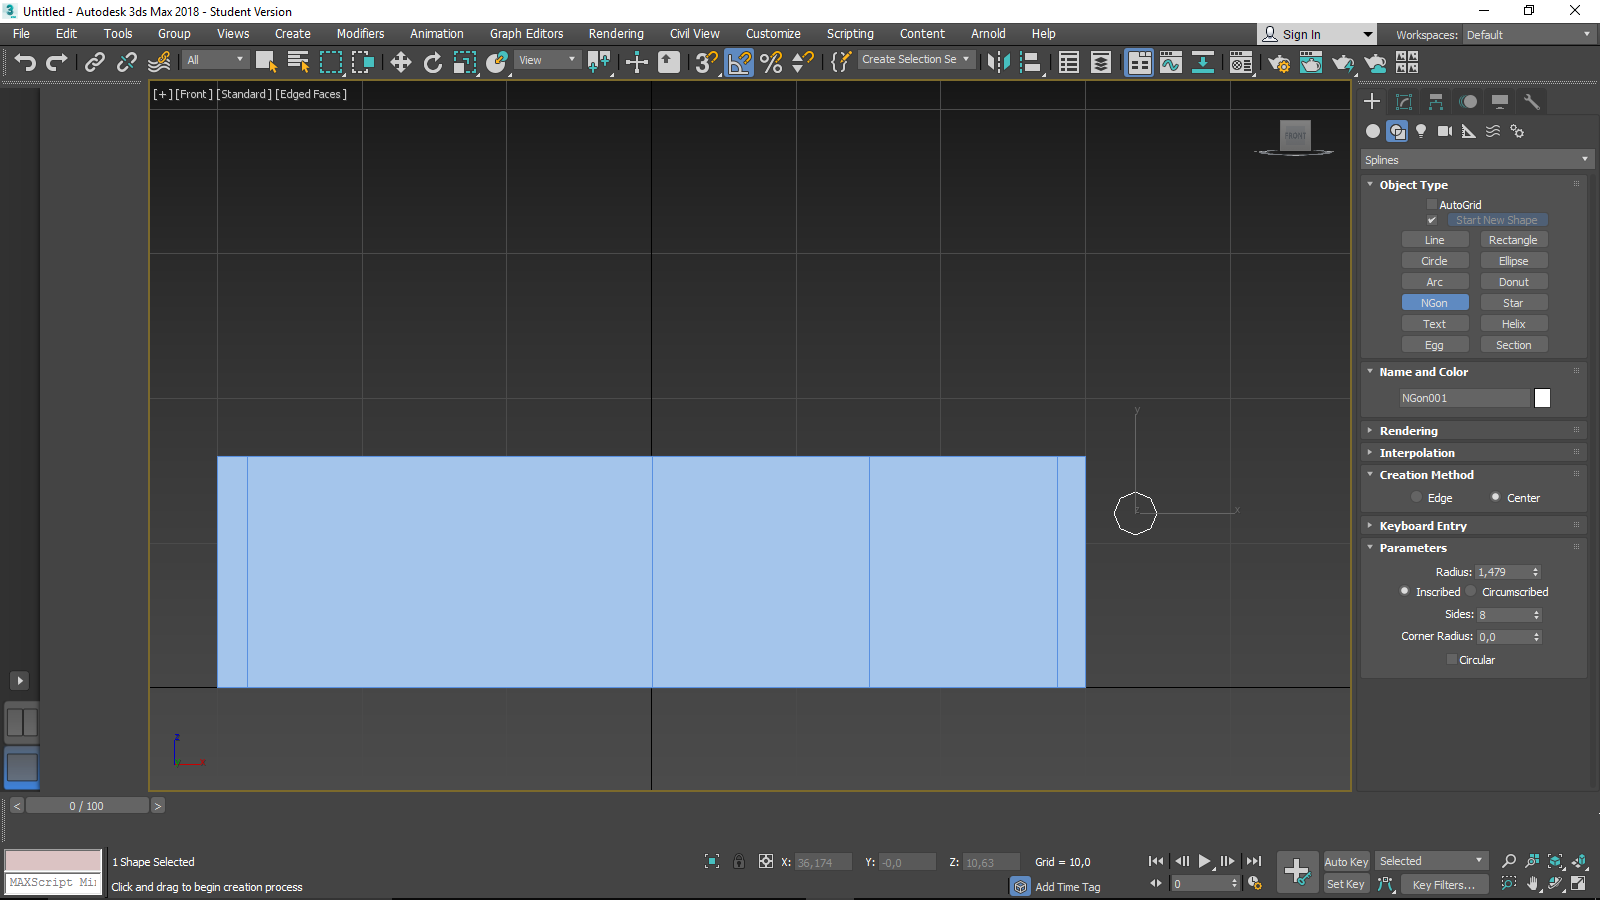 Untitled - Autodesk 3ds Max 2018 - Student Version
File Edit Tools Group Views Create Modifiers Animation Graph Editors Rendering Civil View Customize Scripting Content Arnold Help Sign In Workspaces: Default
All View Create Selection Se
[+] [Front] [Standard] [Edged Faces]
FRONT
Splines
Object Type
AutoGrid
Start New Shape
Line Rectangle
Circle Ellipse
Arc Donut
NGon Star
Text Helix
Egg Section
Name and Color
NGon001
Rendering
Interpolation
Creation Method
Edge Center
Keyboard Entry
Parameters
Radius: 1,479
Inscribed Circumscribed
Sides: 8
Corner Radius: 0,0
Circular
y
z x
z
x
< 0 / 100 >
1 Shape Selected X: 36,174 Y: -0,0 Z: 10,63 Grid = 10,0 Auto Key Selected
MAXScript Mi
Click and drag to begin creation process Add Time Tag 0 Set Key Key Filters...